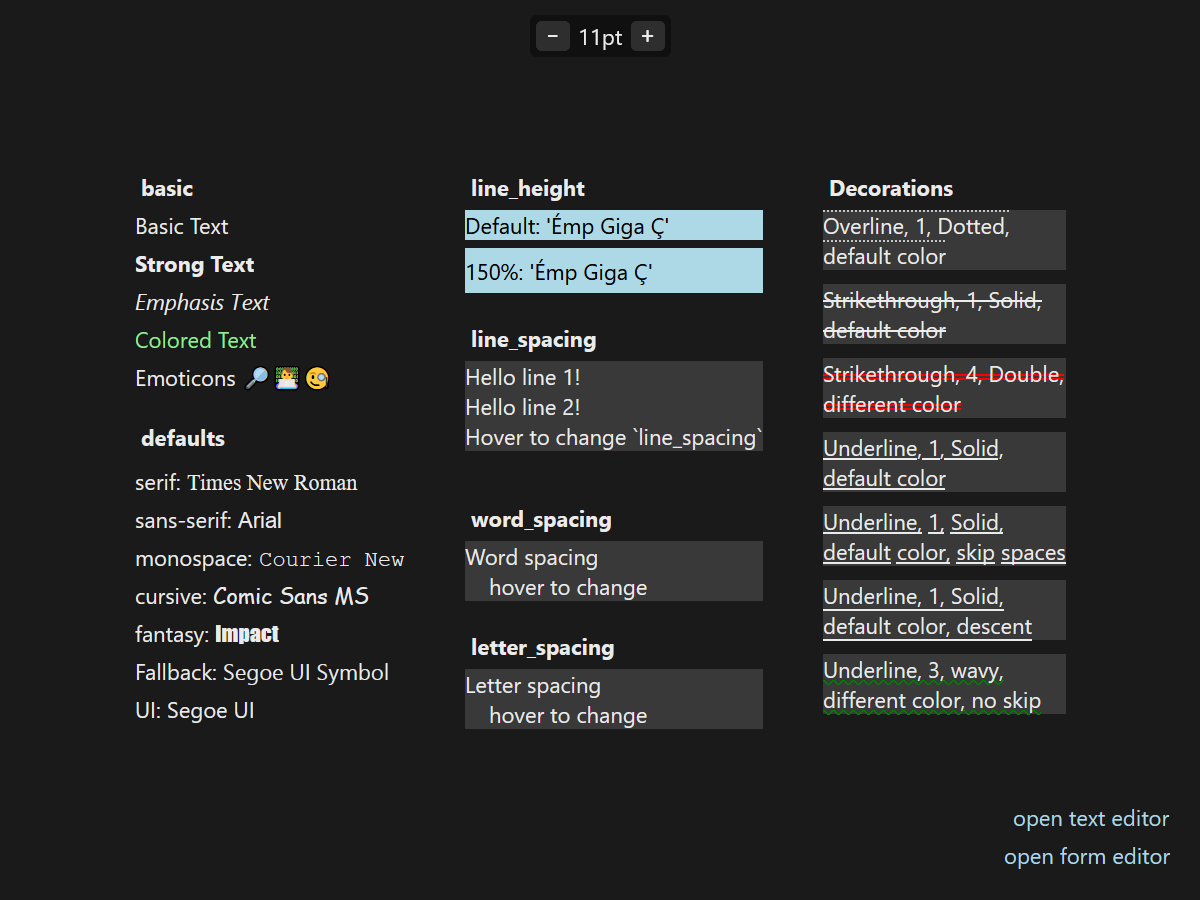 − 11pt +
basic
Basic Text
Strong Text
Emphasis Text
Colored Text
Emoticons 🔎 👨‍💻 🧐
defaults
serif: Times New Roman
sans-serif: Arial
monospace: Courier New
cursive: Comic Sans MS
fantasy: Impact
Fallback: Segoe UI Symbol
UI: Segoe UI
line_height
Default: 'Émp Giga Ç'
150%: 'Émp Giga Ç'
line_spacing
Hello line 1!
Hello line 2!
Hover to change `line_spacing`
word_spacing
Word spacing
hover to change
letter_spacing
Letter spacing
hover to change
Decorations
Overline, 1, Dotted,
default color
Strikethrough, 1, Solid,
default color
Strikethrough, 4, Double,
different color
Underline, 1, Solid,
default color
Underline, 1, Solid,
default color, skip spaces
Underline, 1, Solid,
default color, descent
Underline, 3, wavy,
different color, no skip
open text editor
open form editor